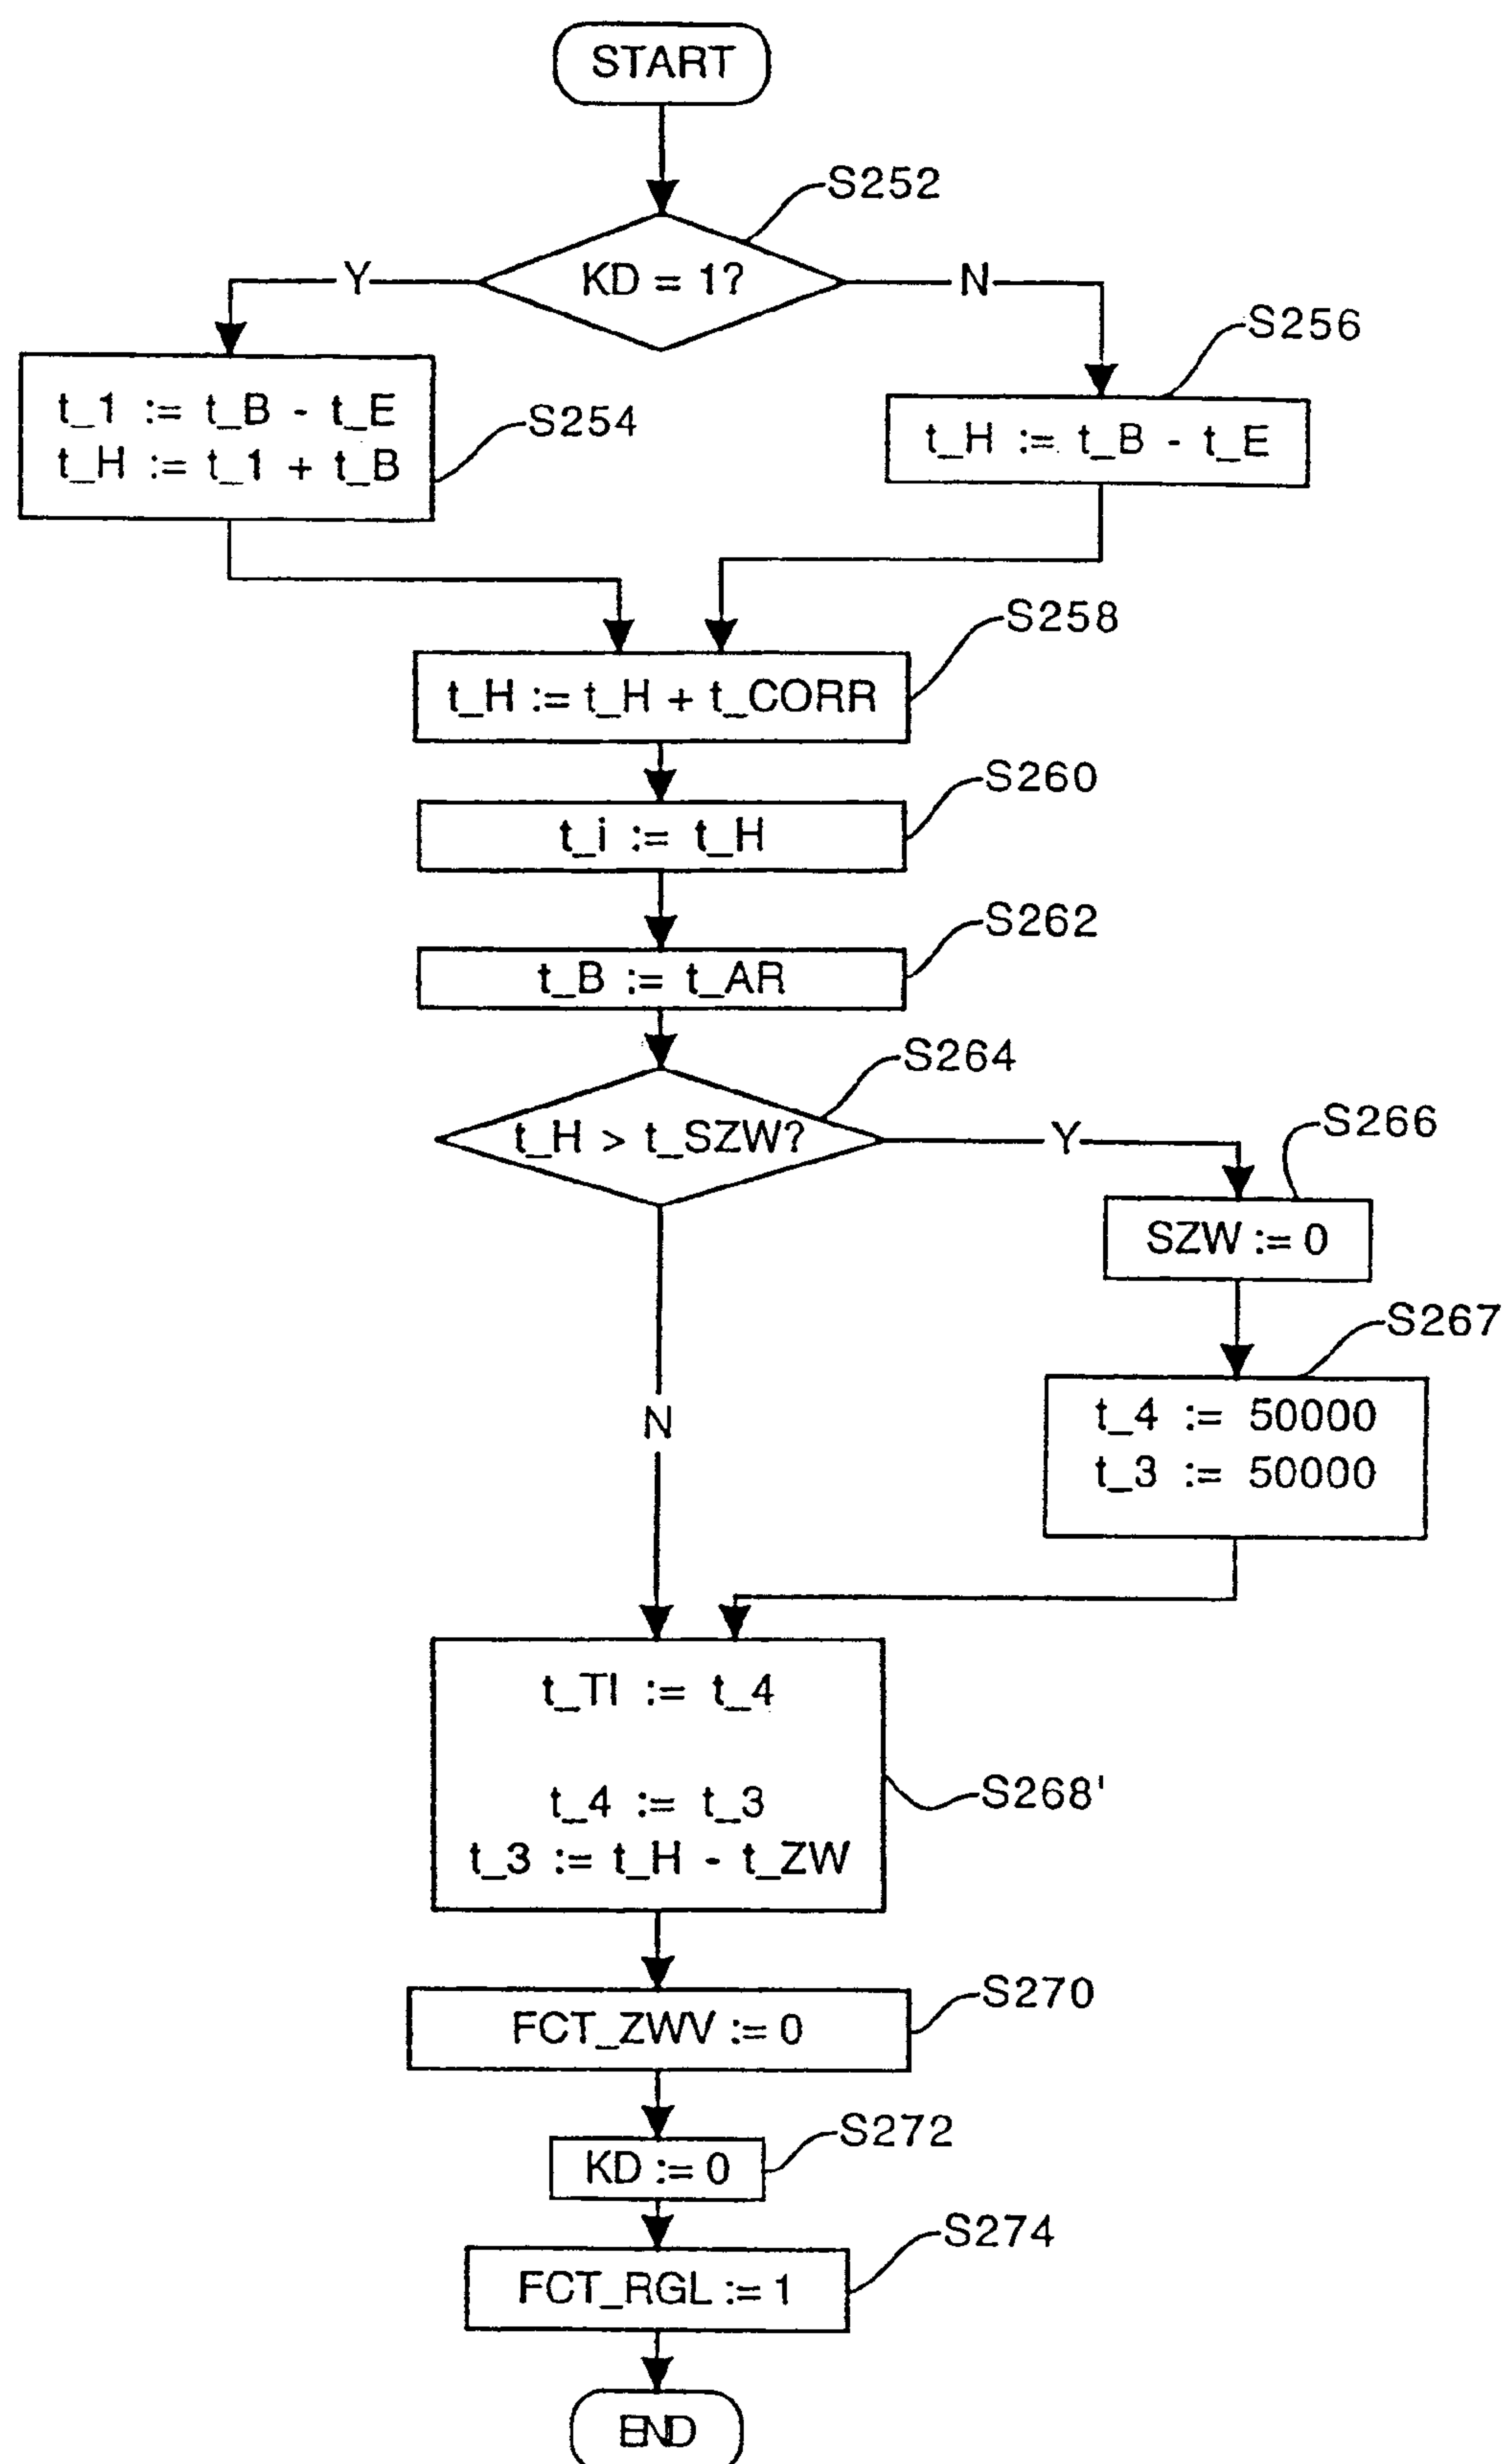 START
S252
KD = 1?
Y
N
S256
t_1 := t_B - t_E
t_H := t_1 + t_B
S254
t_H := t_B - t_E
S258
t_H := t_H + t_CORR
S260
t_i := t_H
S262
t_B := t_AR
S264
t_H > t_SZW?
Y
S266
SZW := 0
S267
t_4 := 50000
t_3 := 50000
N
t_TI := t_4
t_4 := t_3
t_3 := t_H - t_ZW
S268'
S270
FCT_ZWV := 0
S272
KD := 0
S274
FCT_RGL := 1
END